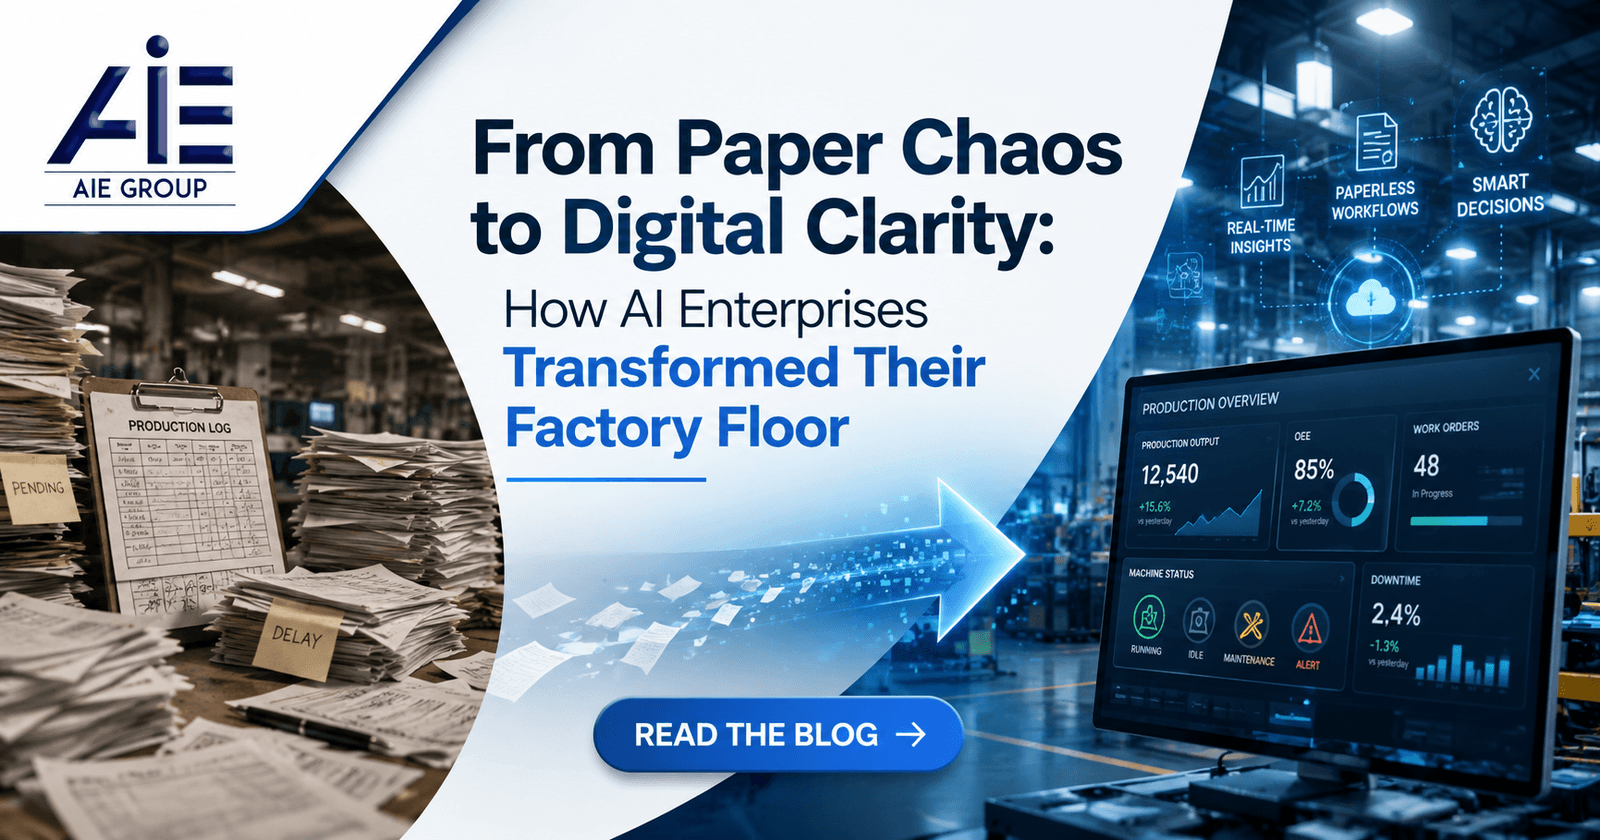 AIE
AIE GROUP
From Paper Chaos
to Digital Clarity:
How AI Enterprises
Transformed Their
Factory Floor
READ THE BLOG →
PRODUCTION LOG
PENDING
DELAY
REAL-TIME
INSIGHTS
PAPERLESS
WORKFLOWS
SMART
DECISIONS
PRODUCTION OVERVIEW
PRODUCTION OUTPUT
12,540
+15.6%
vs yesterday
OEE
85%
+7.2%
vs yesterday
WORK ORDERS
48
In Progress
MACHINE STATUS
RUNNING
IDLE
MAINTENANCE
ALERT
DOWNTIME
2,4%
-1.3%
vs yesterday